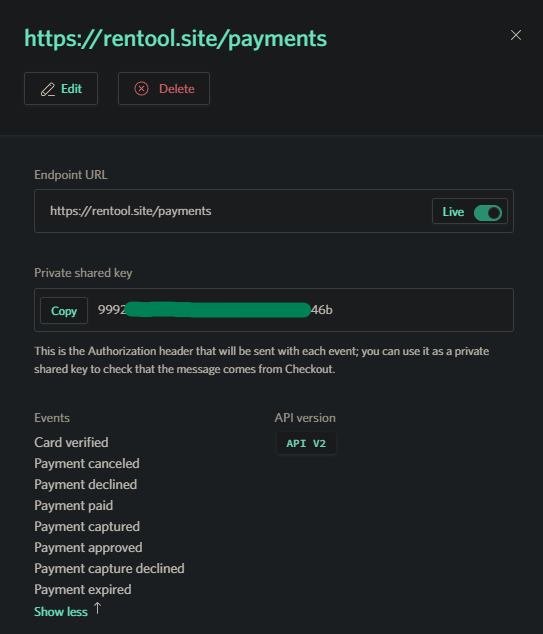 https://rentool.site/payments
Edit
Delete
Endpoint URL
https://rentool.site/payments
Live
Private shared key
Copy
9992
46b
This is the Authorization header that will be sent with each event; you can use it as a private
shared key to check that the message comes from Checkout.
Events
API version
Card verified
API V2
Payment canceled
Payment declined
Payment paid
Payment captured
Payment approved
Payment capture declined
Payment expired
Show less